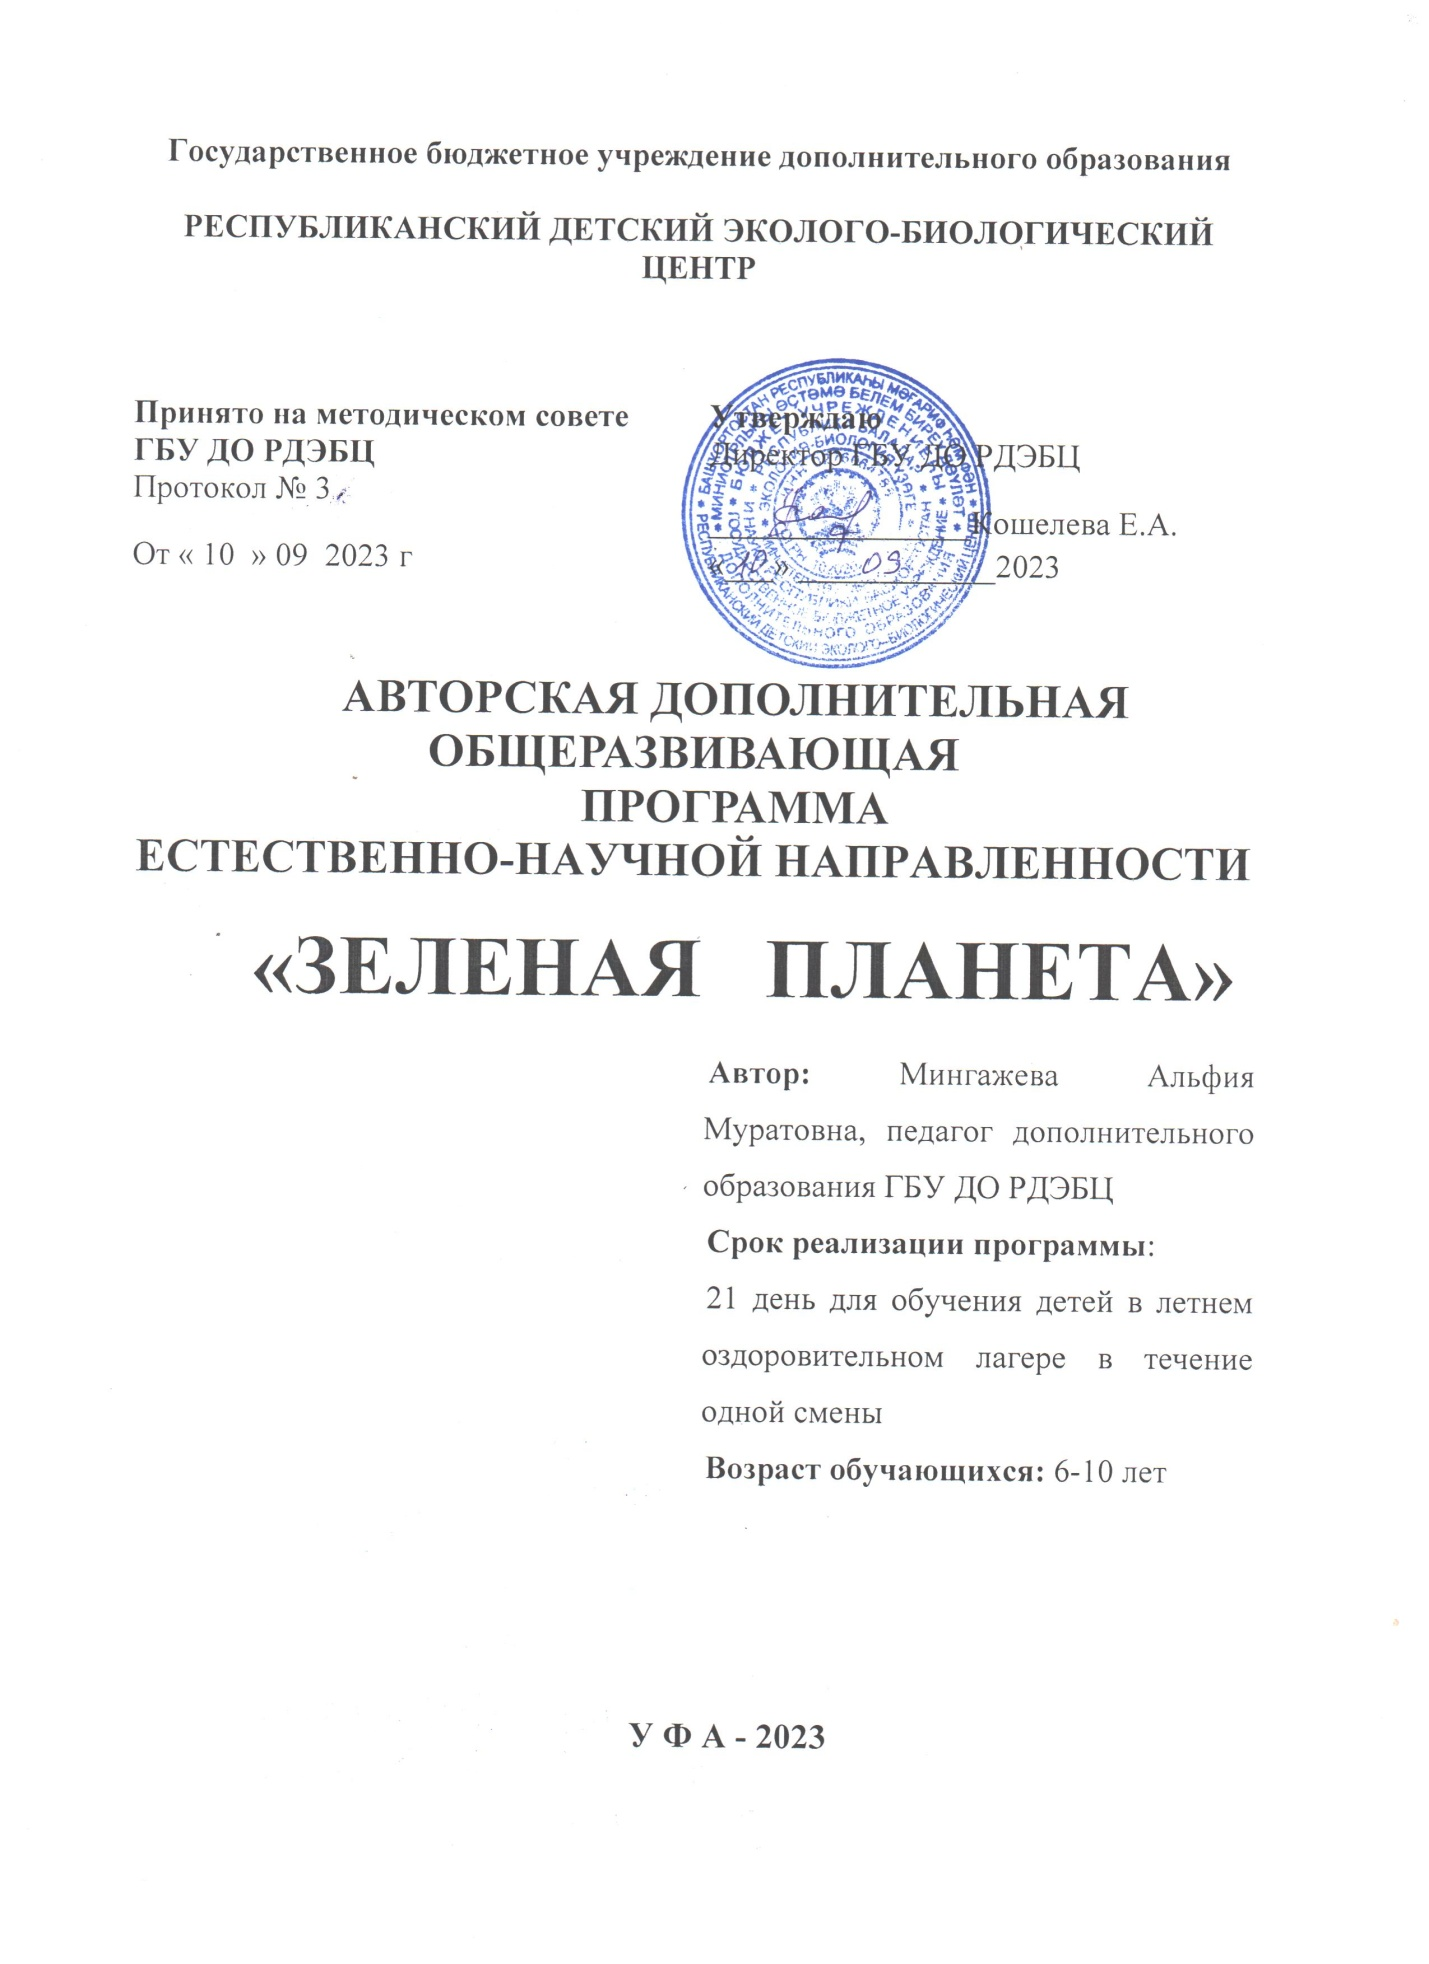 Государственное бюджетное учреждение дополнительного образования
РЕСПУБЛИКАНСКИЙ ДЕТСКИЙ ЭКОЛОГО-БИОЛОГИЧЕСКИЙ
ЦЕНТР
Принято на методическом совете
ГБУ ДО РДЭБЦ
Протокол № 3
От « 10 » 09 2023 г
Утверждаю
Директор ГБУ ДО РДЭБЦ
Кошелева Е.А.
« 10 » 09 2023
АВТОРСКАЯ ДОПОЛНИТЕЛЬНАЯ
ОБЩЕРАЗВИВАЮЩАЯ
ПРОГРАММА
ЕСТЕСТВЕННО-НАУЧНОЙ НАПРАВЛЕННОСТИ
«ЗЕЛЕНАЯ ПЛАНЕТА»
Автор: Мингажева Альфия
Муратовна, педагог дополнительного
образования ГБУ ДО РДЭБЦ
Срок реализации программы:
21 день для обучения детей в летнем
оздоровительном лагере в течение
одной смены
Возраст обучающихся: 6-10 лет
У Ф А - 2023